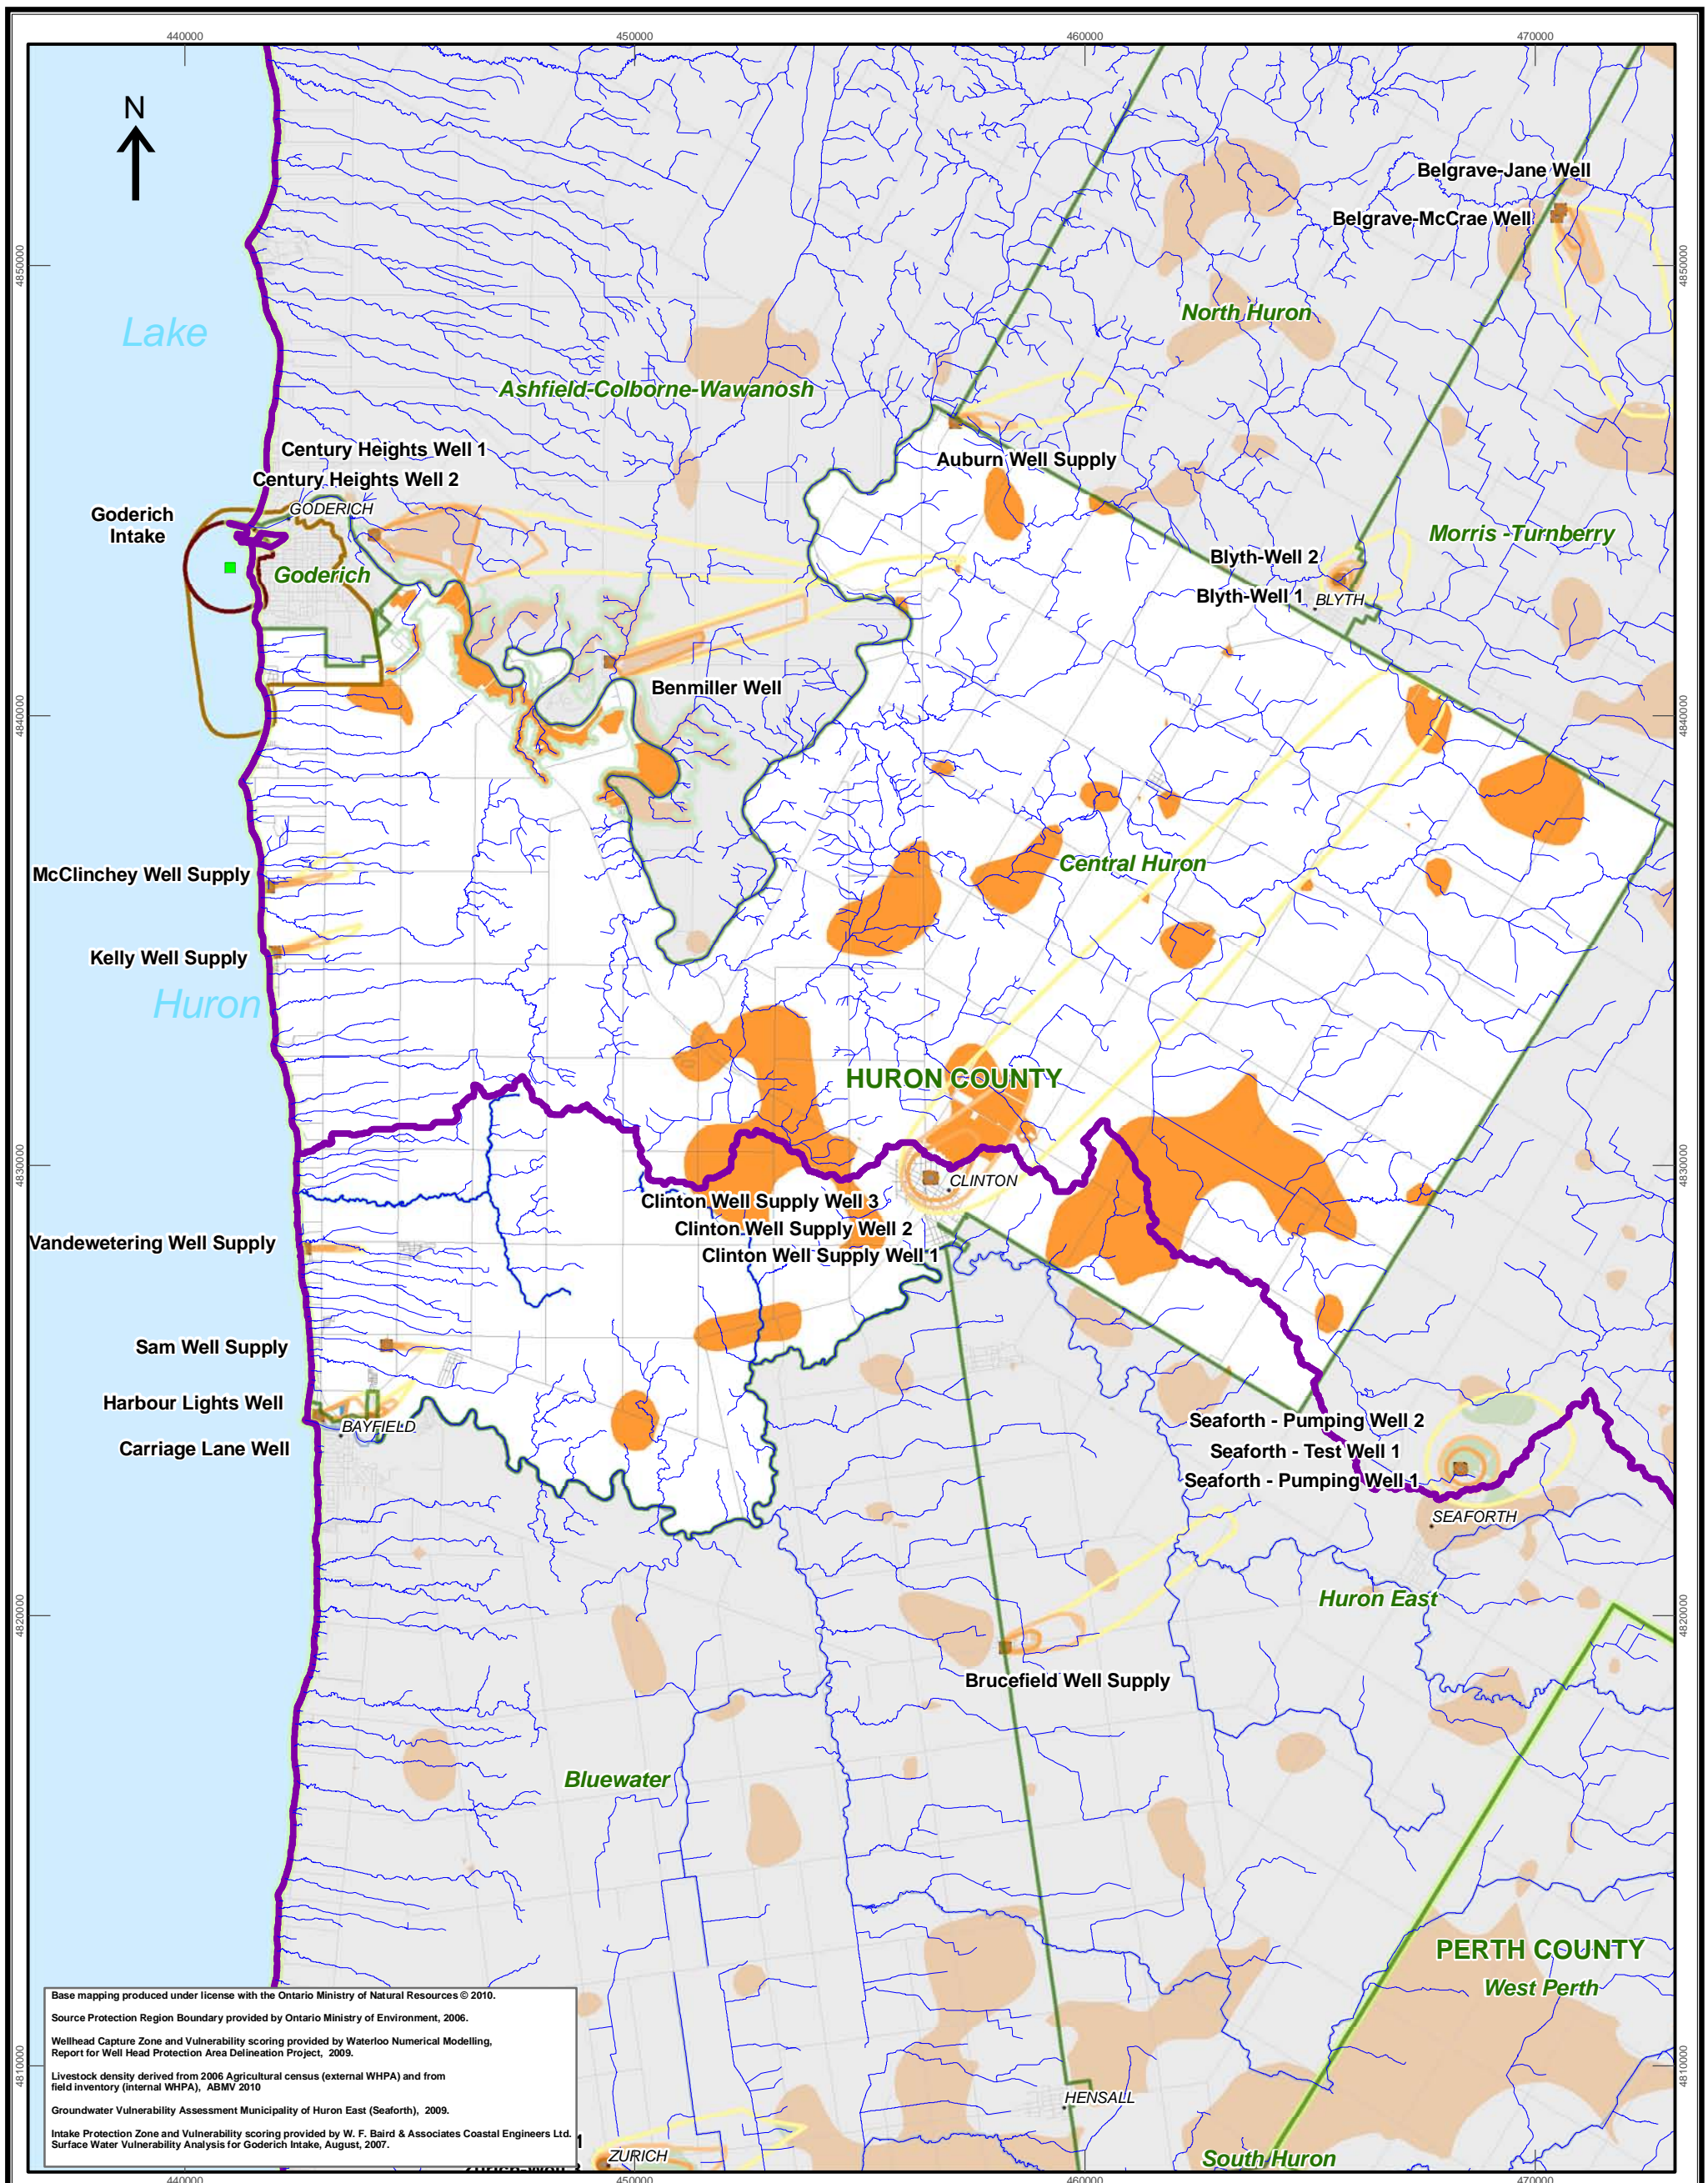 440000
450000
460000
470000
N
4850000
4850000
Belgrave-Jane Well
Belgrave-McCrae Well
North Huron
Lake
Ashfield-Colborne-Wawanosh
Century Heights Well 1
Century Heights Well 2
Auburn Well Supply
GODERICH
Goderich
Intake
Goderich
Morris -Turnberry
Blyth-Well 2
Blyth-Well 1
BLYTH
Benmiller Well
4840000
4840000
McClinchey Well Supply
Central Huron
Kelly Well Supply
Huron
HURON COUNTY
4830000
4830000
CLINTON
Clinton Well Supply Well 3
Clinton Well Supply Well 2
Clinton Well Supply Well 1
Vandewetering Well Supply
Sam Well Supply
Harbour Lights Well
BAYFIELD
Carriage Lane Well
Seaforth - Pumping Well 2
Seaforth - Test Well 1
Seaforth - Pumping Well 1
SEAFORTH
Huron East
4820000
4820000
Brucefield Well Supply
Bluewater
PERTH COUNTY
West Perth
Base mapping produced under license with the Ontario Ministry of Natural Resources © 2010.
Source Protection Region Boundary provided by Ontario Ministry of Environment, 2006.
Wellhead Capture Zone and Vulnerability scoring provided by Waterloo Numerical Modelling,
Report for Well Head Protection Area Delineation Project, 2009.
Livestock density derived from 2006 Agricultural census (external WHPA) and from
field inventory (internal WHPA), ABMV 2010
Groundwater Vulnerability Assessment Municipality of Huron East (Seaforth), 2009.
Intake Protection Zone and Vulnerability scoring provided by W. F. Baird & Associates Coastal Engineers Ltd.
Surface Water Vulnerability Analysis for Goderich Intake, August, 2007.
4810000
4810000
HENSALL
1
ZURICH
South Huron
440000
450000
460000
470000